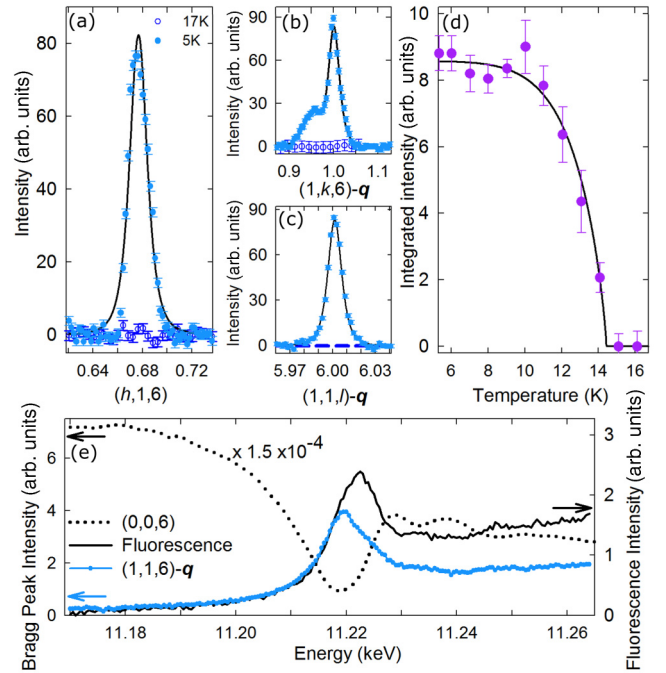 (a)
17K
5K
80
60
40
20
0
Intensity (arb. units)
0.64
0.68
0.72
(h,1,6)
(b)
90
60
30
0
Intensity (arb. units)
0.9
1.0
1.1
(1,k,6)-q
(c)
90
60
30
0
Intensity (arb. units)
5.97
6.00
6.03
(1,1,l)-q
(d)
10
8
6
4
2
0
Integrated intensity (arb. units)
6
8
10
12
14
16
Temperature (K)
(e)
x 1.5 x10⁻⁴
(0,0,6)
Fluorescence
(1,1,6)-q
6
4
2
0
Bragg Peak Intensity (arb. units)
3
2
1
0
Fluorescence Intensity (arb. units)
11.18
11.20
11.22
11.24
11.26
Energy (keV)